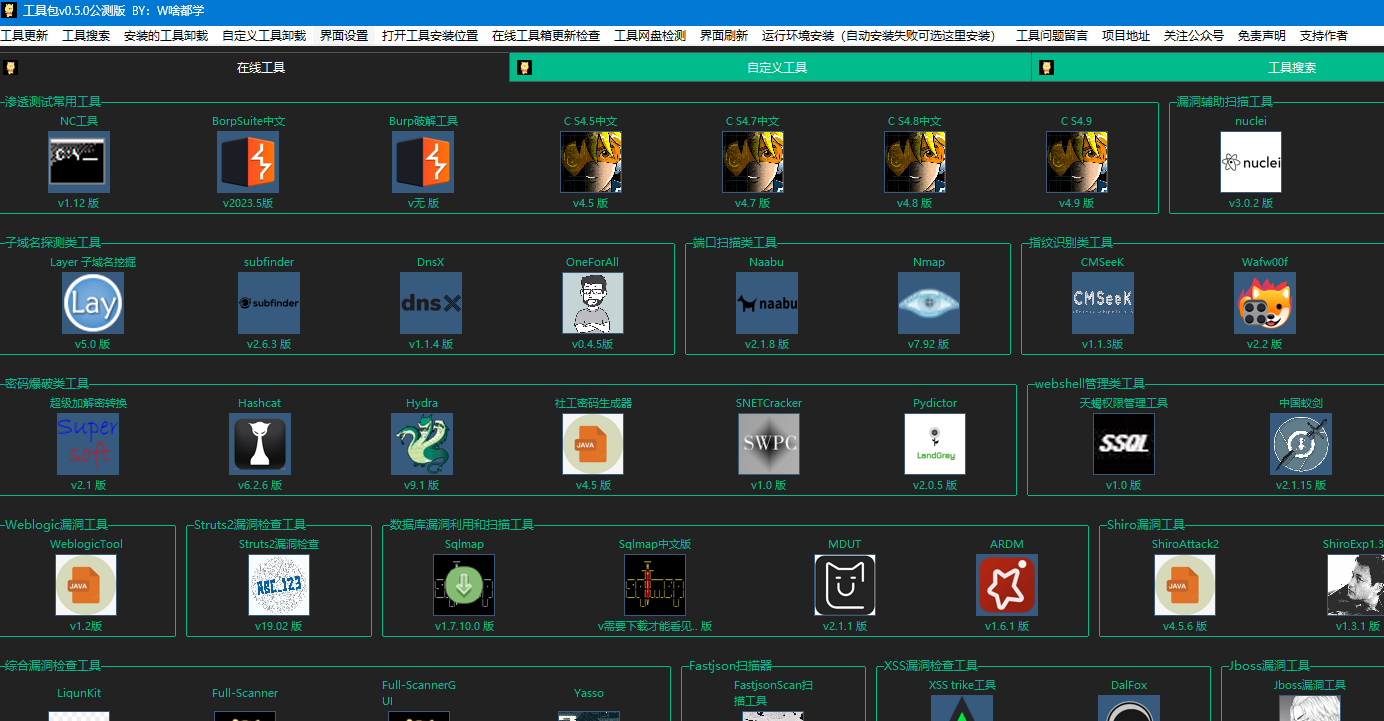 工具包v0.5.0公测版 BY：W啥都学
工具更新 工具搜索 安装的工具卸载 自定义工具卸载 界面设置 打开工具安装位置 在线工具箱更新检查 工具网盘检测 界面刷新 运行环境安装（自动安装失败可选这里安装） 工具问题留言 项目地址 关注公众号 免责声明 支持作者
在线工具 自定义工具 工具搜索
渗透测试常用工具 漏洞辅助扫描工具
NC工具 BorpSuite中文 Burp破解工具 C S4.5中文 C S4.7中文 C S4.8中文 C S4.9 nuclei
C:\_ nuclei
v1.12 版 v2023.5版 v无 版 v4.5 版 v4.7 版 v4.8 版 v4.9 版 v3.0.2 版
子域名探测类工具 端口扫描类工具 指纹识别类工具
Layer 子域名挖掘 subfinder DnsX OneForAll Naabu Nmap CMSeeK Wafw00f
Lay subfinder dnsX naabu CMSeeK
v5.0 版 v2.6.3 版 v1.1.4 版 v0.4.5版 v2.1.8 版 v7.92 版 v1.1.3版 v2.2 版
密码爆破类工具 webshell管理类工具
超级加解密转换 Hashcat Hydra 社工密码生成器 SNETCracker Pydictor 天蝎权限管理工具 中国蚁剑
Super soft JAVA SWPC LandGrey SSQL
v2.1 版 v6.2.6 版 v9.1 版 v4.5 版 v1.0 版 v2.0.5 版 v1.0 版 v2.1.15 版
Weblogic漏洞工具 Struts2漏洞检查工具 数据库漏洞利用和扫描工具 Shiro漏洞工具
WeblogicTool Struts2漏洞检查 Sqlmap Sqlmap中文版 MDUT ARDM ShiroAttack2 ShiroExp1.3
JAVA ABC_123 JAVA
v1.2版 v19.02 版 v1.7.10.0 版 v需要下载才能看见.. 版 v2.1.1 版 v1.6.1 版 v4.5.6 版 v1.3.1 版
综合漏洞检查工具 Fastjson扫描器 XSS漏洞检查工具 Jboss漏洞工具
LiqunKit Full-Scanner Full-ScannerGUI Yasso FastjsonScan扫描工具 XSS trike工具 DalFox Jboss漏洞工具